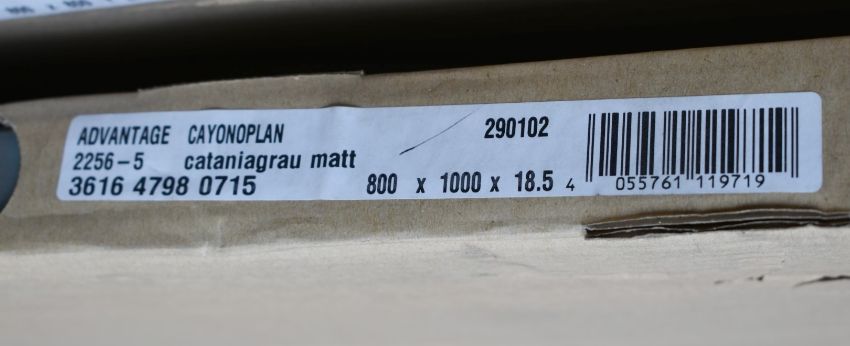 ADVANTAGE CAYONOPLAN 290102
2256-5 cataniagrau matt
3616 4798 0715 800 x 1000 x 18.5
4 055761 119719